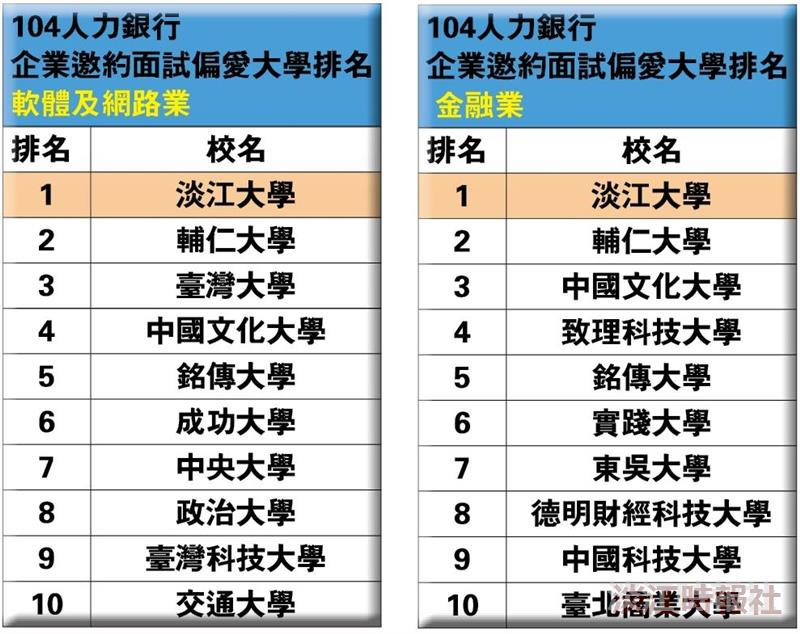 104人力銀行
企業邀約面試偏愛大學排名
軟體及網路業
排名 校名
1 淡江大學
2 輔仁大學
3 臺灣大學
4 中國文化大學
5 銘傳大學
6 成功大學
7 中央大學
8 政治大學
9 臺灣科技大學
10 交通大學
104人力銀行
企業邀約面試偏愛大學排名
金融業
排名 校名
1 淡江大學
2 輔仁大學
3 中國文化大學
4 致理科技大學
5 銘傳大學
6 實踐大學
7 東吳大學
8 德明財經科技大學
9 中國科技大學
10 臺北商業大學
淡江時報社